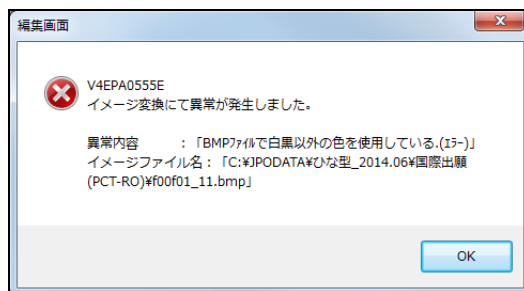 編集画面
V4EPA0555E
イメージ変換にて異常が発生しました。
異常内容　　　：「BMPﾌｧｲﾙで白黒以外の色を使用している.(ｴﾗｰ)」
イメージファイル名：「C:¥JPODATA¥ひな型_2014.06¥国際出願
(PCT-RO)¥f00f01_11.bmp」
OK